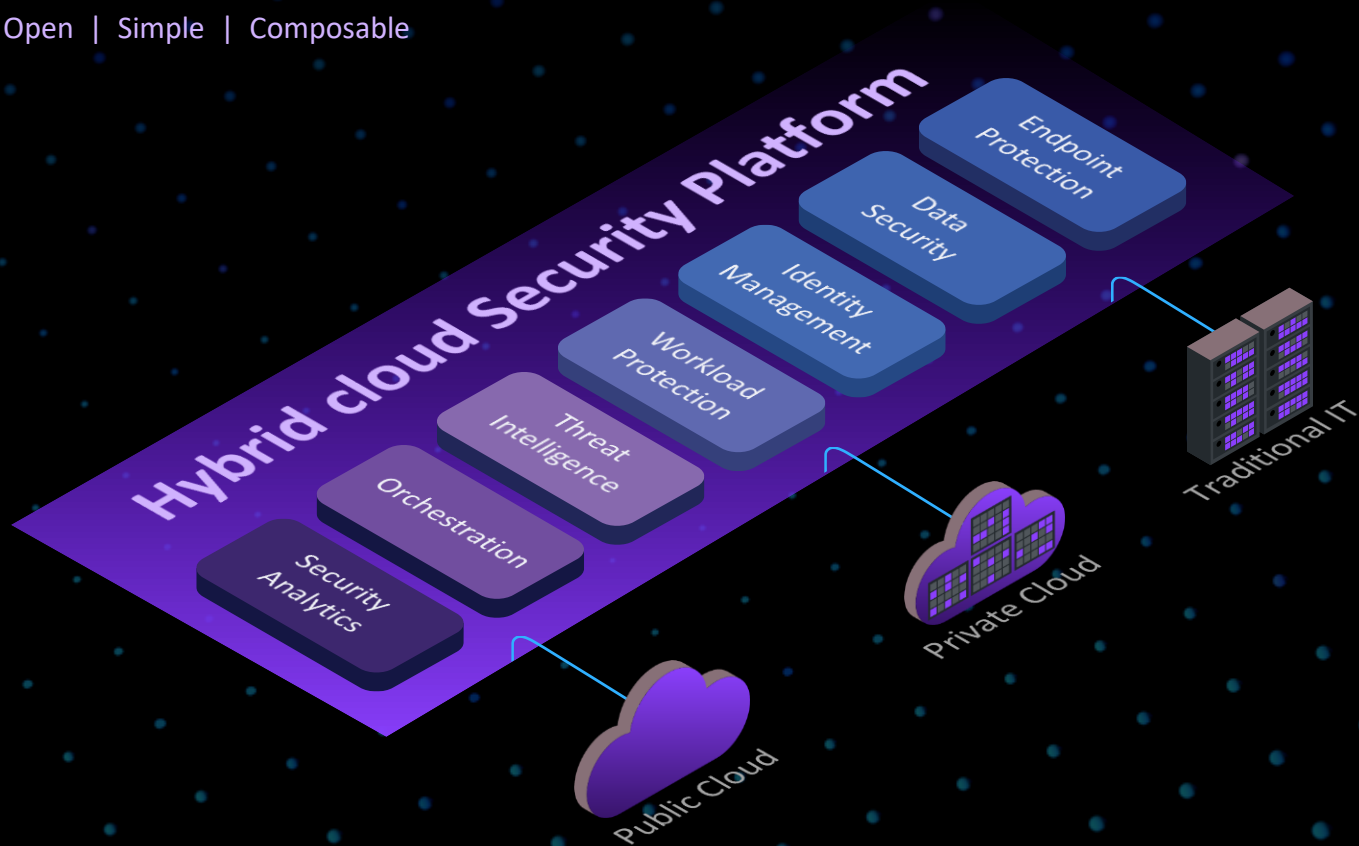 Open | Simple | Composable
Hybrid cloud Security Platform
Endpoint
Protection
Data
Security
Identity
Management
Workload
Protection
Threat
Intelligence
Orchestration
Security
Analytics
Traditional IT
Private Cloud
Public Cloud